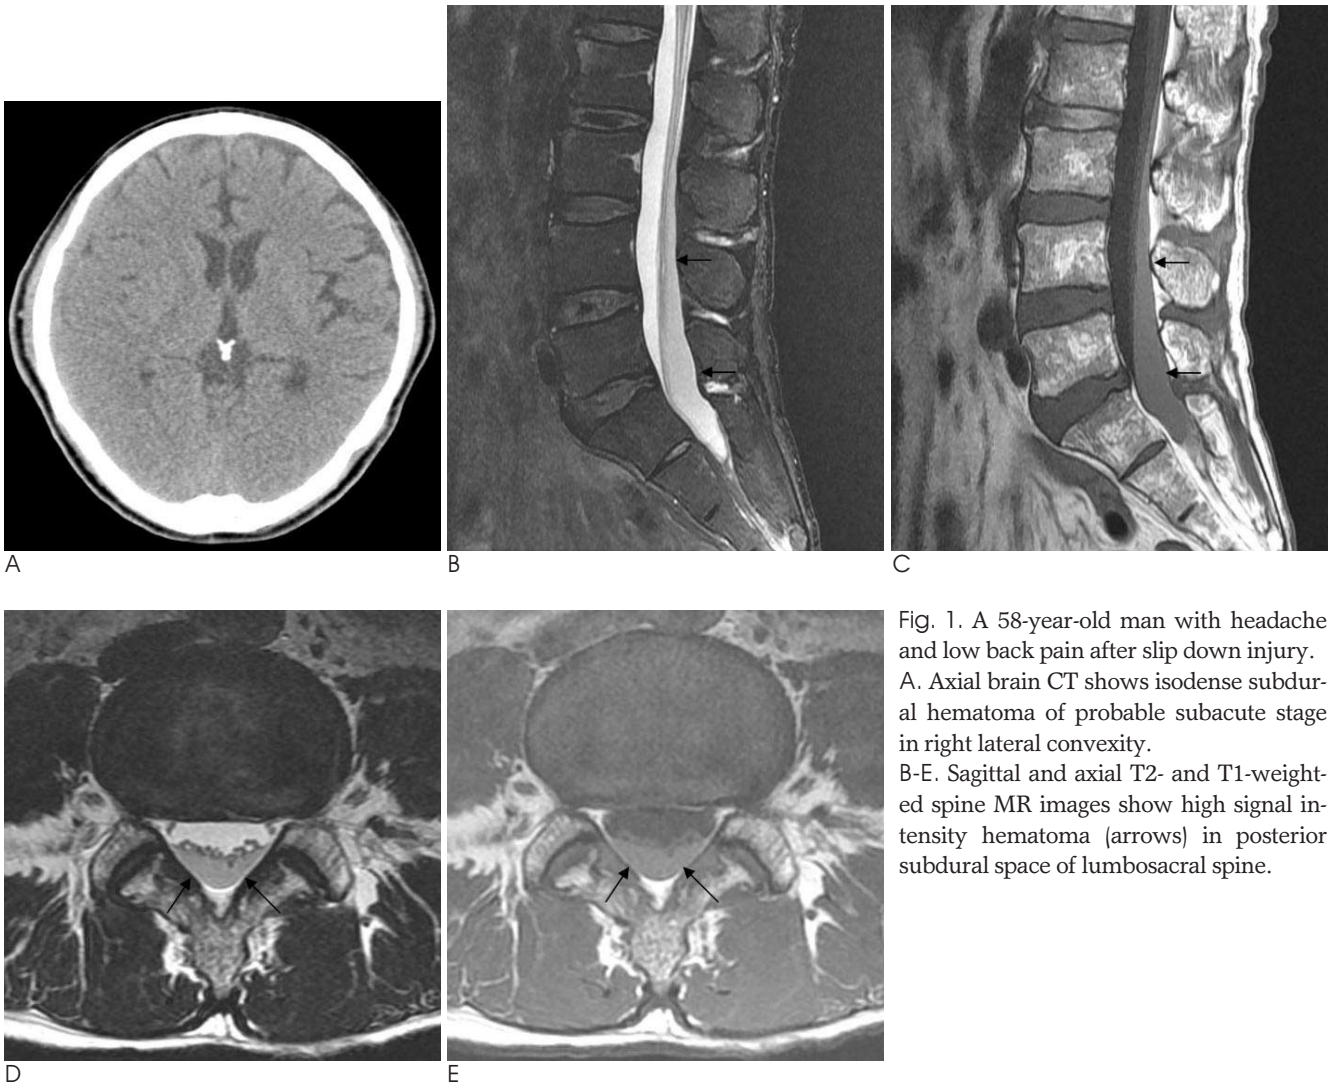 A
B
C
D
E
Fig. 1. A 58-year-old man with headache
and low back pain after slip down injury.
A. Axial brain CT shows isodense subdur-
al hematoma of probable subacute stage
in right lateral convexity.
B-E. Sagittal and axial T2- and T1-weight-
ed spine MR images show high signal in-
tensity hematoma (arrows) in posterior
subdural space of lumbosacral spine.